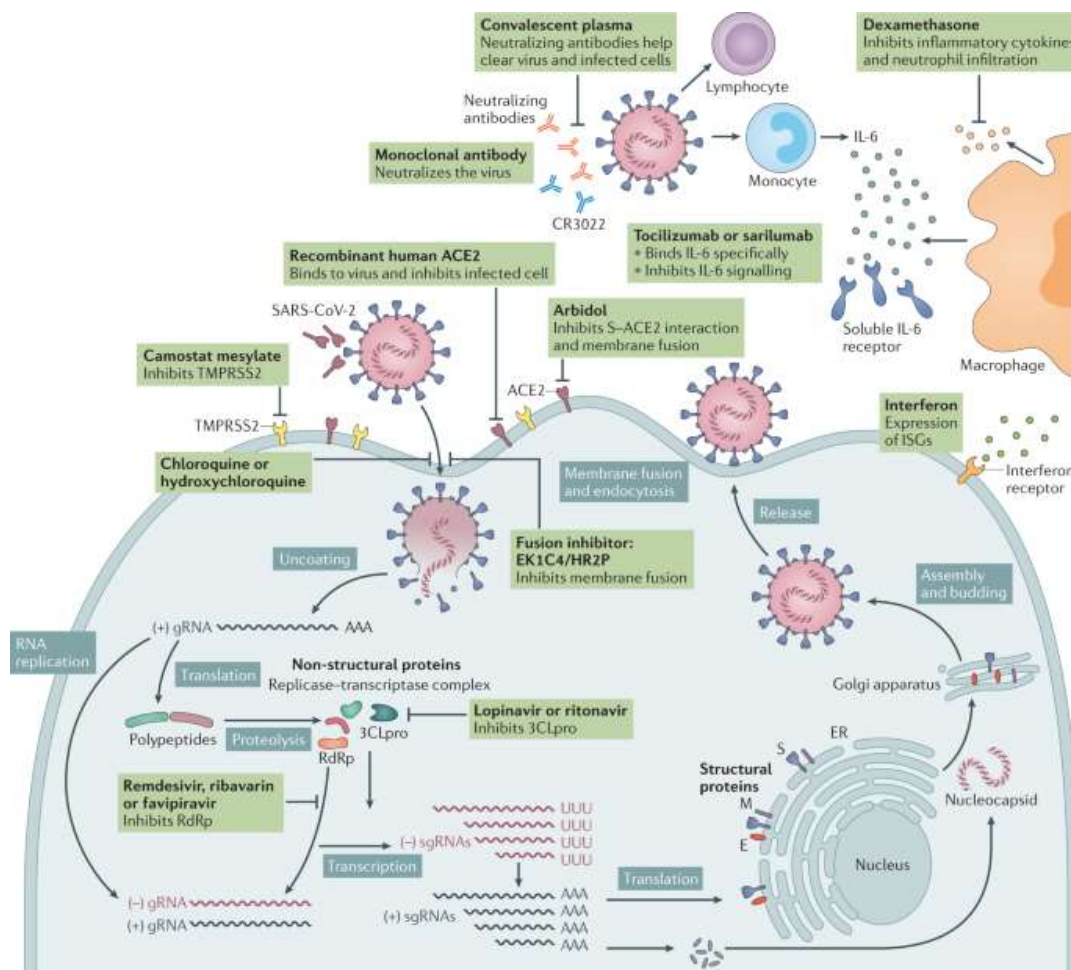 Convalescent plasma
Neutralizing antibodies help
clear virus and infected cells
Dexamethasone
Inhibits inflammatory cytokines
and neutrophil infiltration
Lymphocyte
Neutralizing
antibodies
Monoclonal antibody
Neutralizes the virus
IL-6
Monocyte
CR3022
Recombinant human ACE2
Binds to virus and inhibits infected cell
Tocilizumab or sarilumab
• Binds IL-6 specifically
• Inhibits IL-6 signalling
SARS-CoV-2
Arbidol
Inhibits S–ACE2 interaction
and membrane fusion
Soluble IL-6
receptor
Macrophage
Camostat mesylate
Inhibits TMPRSS2
ACE2
TMPRSS2
Interferon
Expression
of ISGs
Interferon
receptor
Chloroquine or
hydroxychloroquine
Membrane fusion
and endocytosis
Release
Fusion inhibitor:
EK1C4/HR2P
Inhibits membrane fusion
Uncoating
Assembly
and budding
(+) gRNA
AAA
RNA
replication
Translation
Non-structural proteins
Replicase–transcriptase complex
Golgi apparatus
Polypeptides
Proteolysis
3CLpro
RdRp
Lopinavir or ritonavir
Inhibits 3CLpro
ER
S
Structural
proteins
M
E
Nucleocapsid
Nucleus
Remdesivir, ribavarin
or favipiravir
Inhibits RdRp
Transcription
(–) sgRNAs
UUU
UUU
UUU
UUU
Translation
(–) gRNA
(+) gRNA
(+) sgRNAs
AAA
AAA
AAA
AAA